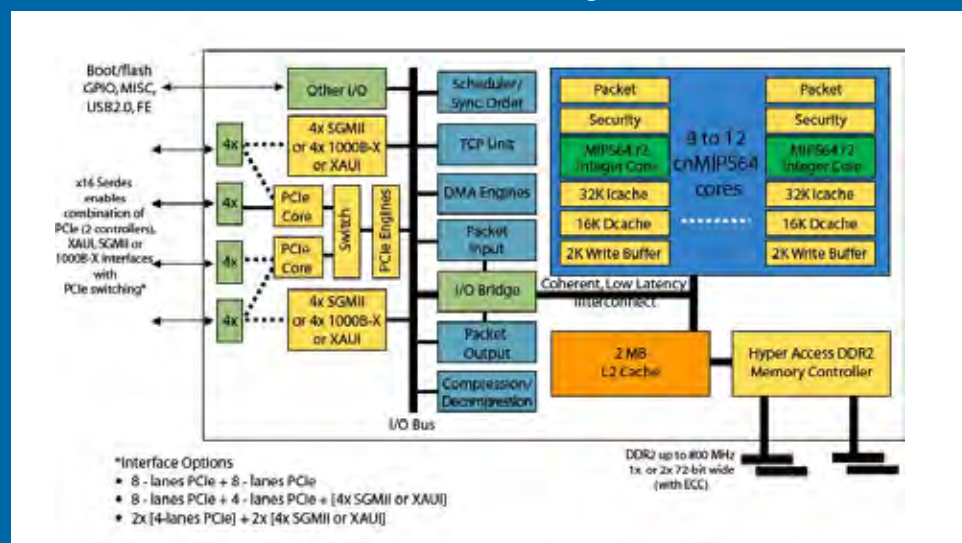 Boot/flash
GPIO, MISC,
USB2.0, FE
x16 Serdes
enables
combination of
PCIe (2 controllers),
XAUI, SGMII or
1000B-X interfaces
with
PCIe switching*
4x
4x
4x
4x
Other I/O
4x SGMII
or 4x 1000B-X
or XAUI
PCIe
Core
PCIe
Core
Switch
PCIe Engines
4x SGMII
or 4x 1000B-X
or XAUI
I/O Bus
Scheduler/
Sync. Order
TCP Unit
DMA Engines
Packet
Input
I/O Bridge
Packet
Output
Compression/
Decompression
Packet
Security
MIPS64 r2
Integer Core
32K Icache
16K Dcache
2K Write Buffer
8 to 12
cnMIPS64
cores
Packet
Security
MIPS64 r2
Integer Core
32K Icache
16K Dcache
2K Write Buffer
Coherent, Low Latency
Interconnect
2 MB
L2 Cache
Hyper Access DDR2
Memory Controller
DDR2 up to 800 MHz
1x or 2x 72-bit wide
(with ECC)
*Interface Options
• 8 - lanes PCIe + 8 - lanes PCIe
• 8 - lanes PCIe + 4 - lanes PCIe + [4x SGMII or XAUI]
• 2x [4-lanes PCIe] + 2x [4x SGMII or XAUI]